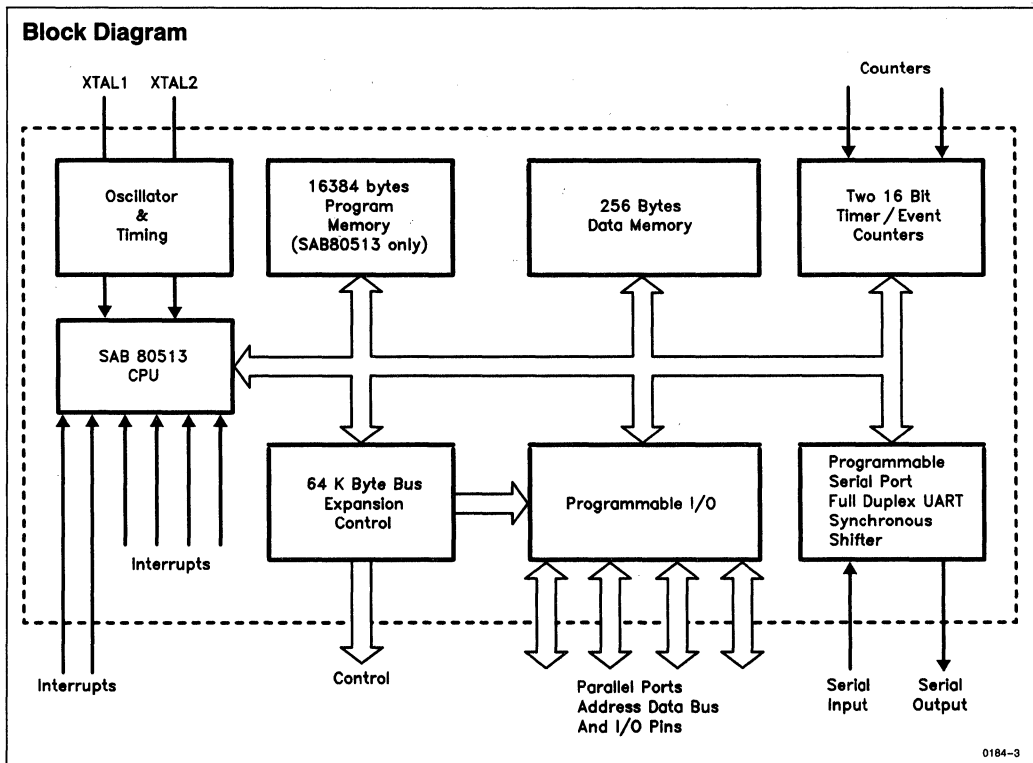 Block Diagram
XTAL1 XTAL2
Counters
Oscillator
&
Timing
16384 bytes
Program
Memory
(SAB80513 only)
256 Bytes
Data Memory
Two 16 Bit
Timer/Event
Counters
SAB 80513
CPU
64 K Byte Bus
Expansion
Control
Programmable I/O
Programmable
Serial Port
Full Duplex UART
Synchronous
Shifter
Interrupts
Interrupts
Control
Parallel Ports
Address Data Bus
And I/O Pins
Serial
Input
Serial
Output
0184-3